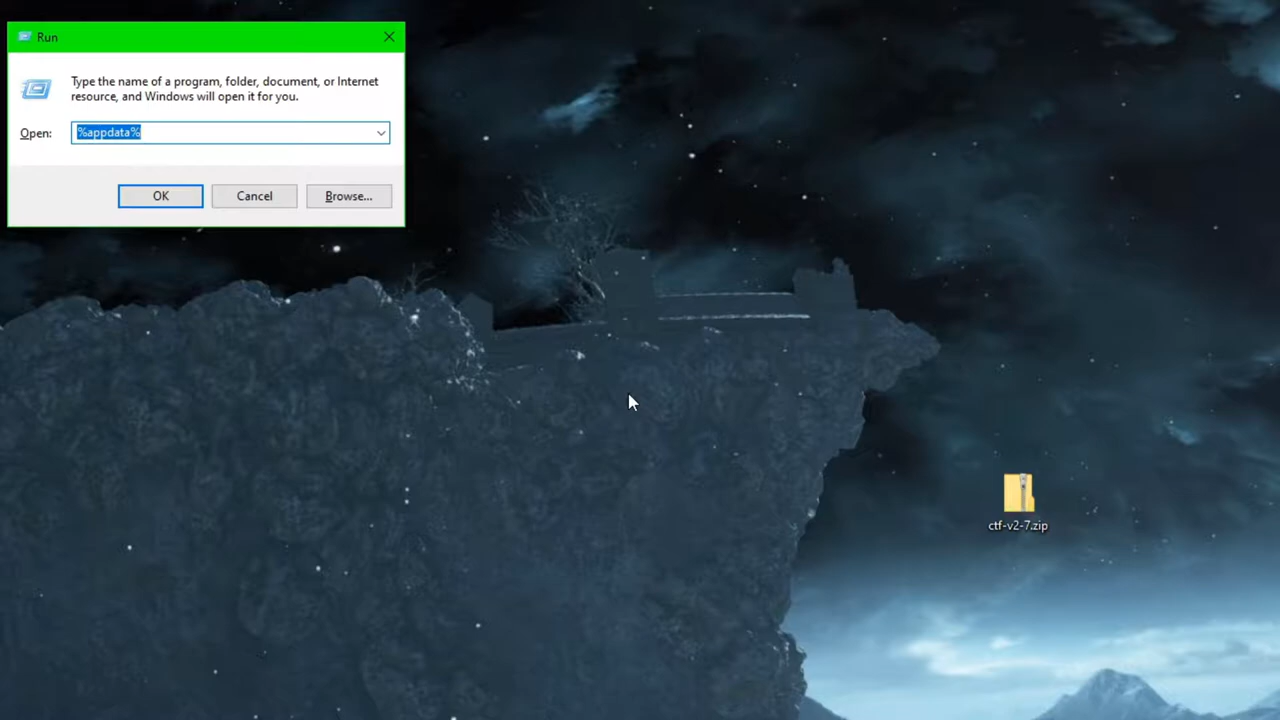 Run
Type the name of a program, folder, document, or Internet
resource, and Windows will open it for you.
Open: %appdata%
OK Cancel Browse...
ctf-v2-7.zip